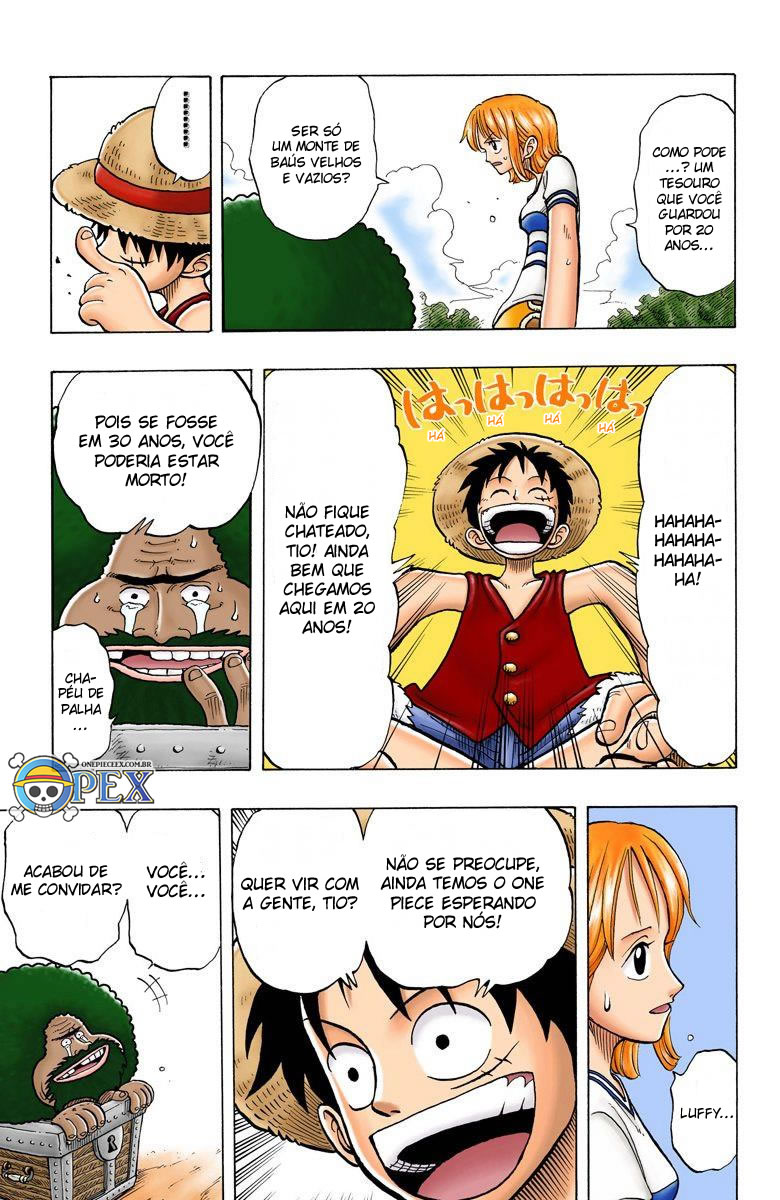 COMO PODE
...? UM
TESOURO
QUE VOCÊ
GUARDOU
POR 20
ANOS...
SER SÓ
UM MONTE DE
BAÚS VELHOS
E VAZIOS?
.........
はっはっはっはっ
HÁ HÁ HÁ HÁ
HAHAHA-
HAHAHA-
HAHAHA-
HA!
NÃO FIQUE
CHATEADO,
TIO! AINDA
BEM QUE
CHEGAMOS
AQUI EM 20
ANOS!
POIS SE FOSSE
EM 30 ANOS, VOCÊ
PODERIA ESTAR
MORTO!
CHA-
PÉU DE
PALHA
...
ONEPIECEEX.COM.BR
OPEX
LUFFY...
NÃO SE PREOCUPE,
AINDA TEMOS O ONE
PIECE ESPERANDO
POR NÓS!
QUER VIR COM
A GENTE, TIO?
VOCÊ...
VOCÊ...
ACABOU DE
ME CONVIDAR?